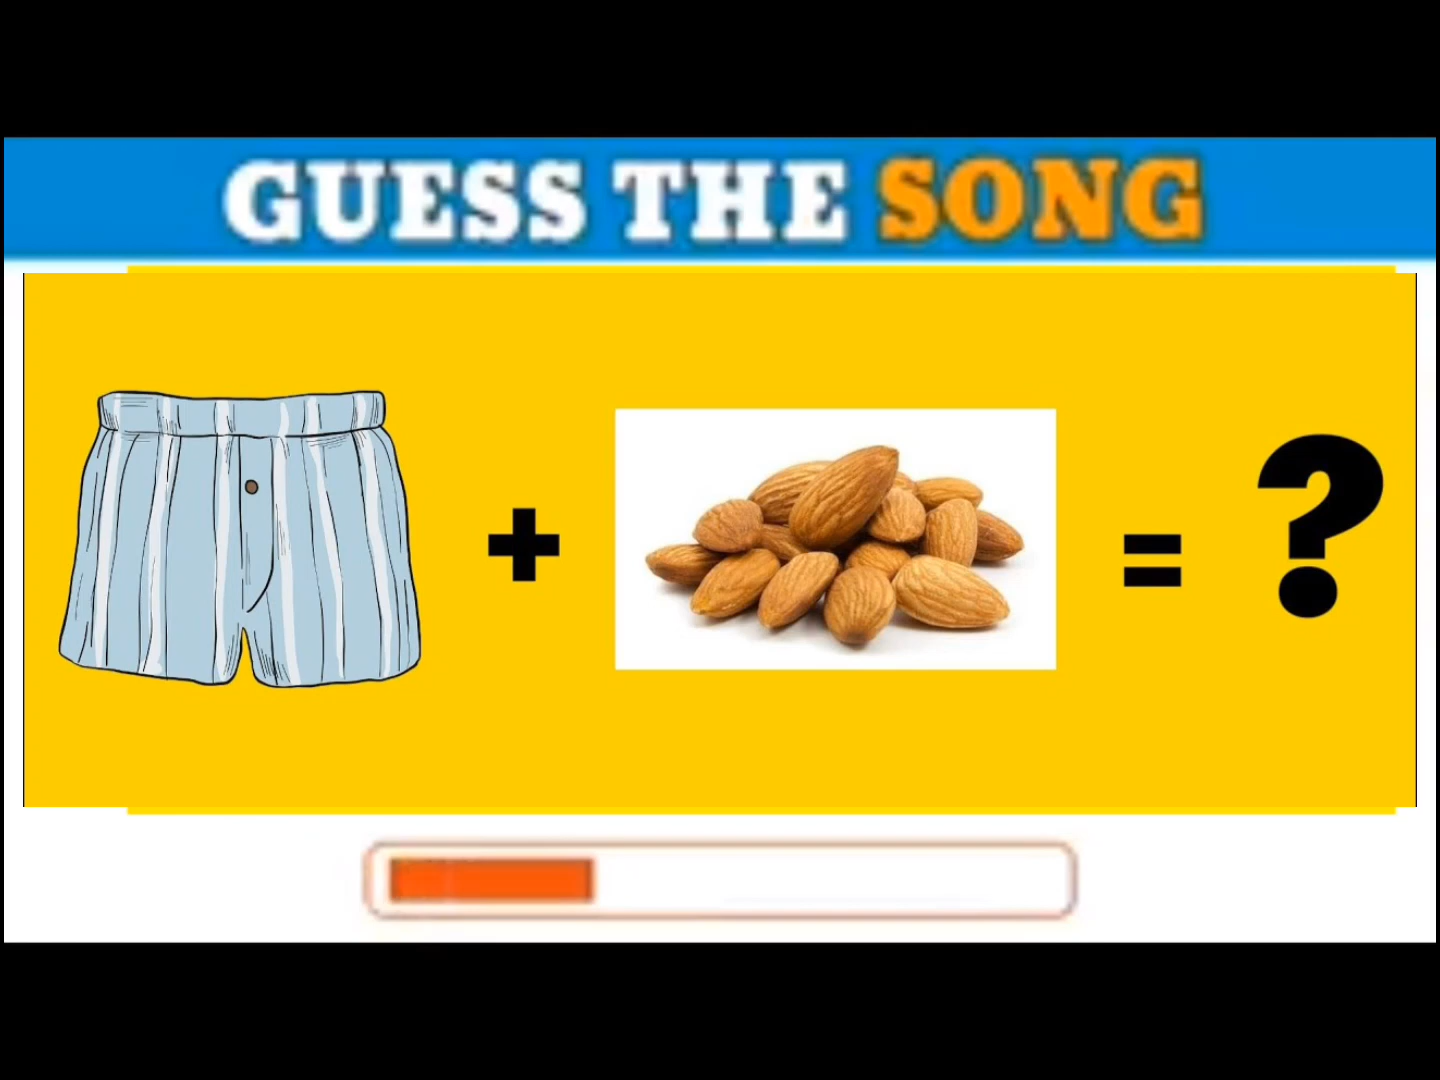 GUESS THE SONG
+ = ?